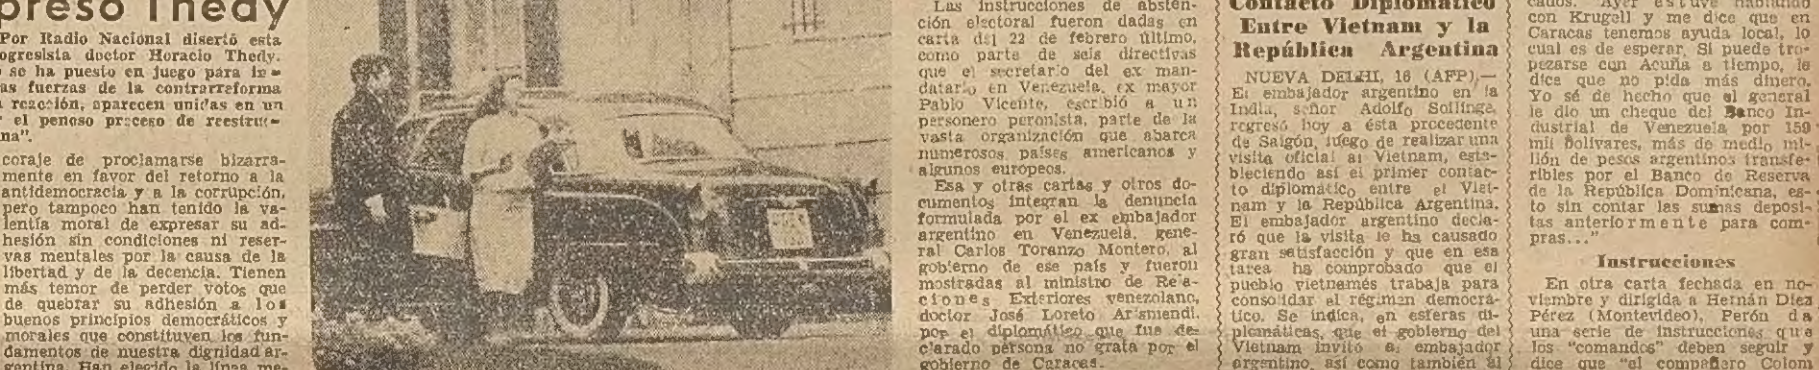 preso Thedy
Por Radio Nacional disertó esta
ogresista doctor Horacio Thedy.
se ha puesto en juego para
as fuerzas de la contrarreforma
reacción, aparecen unidas en un
el penoso proceso de reestruc-
na".
coraje de proclamarse bizarra-
mente en favor del retorno a la
antidemocracia y a la corrupción,
pero tampoco han tenido la va-
lentía moral de expresar su ad-
hesión sin condiciones ni reser-
vas mentales por la causa de la
libertad y de la decencia. Tienen
más temor de perder votos que
de quebrar su adhesión a los
buenos principios democráticos y
morales que constituyen los fun-
damentos de nuestra dignidad ar-
gentina. Han elegido la línea me-
Las instrucciones de absten-
ción electoral fueron dadas en
carta del 22 de febrero último,
como parte de seis directivas
que el secretario del ex man-
datario en Venezuela, ex mayor
Pablo Vicente, escribió a un
personero peronista, parte de la
vasta organización que abarca
numerosos países americanos y
algunos europeos.
Esa y otras cartas y otros do-
cumentos integran la denuncia
formulada por el ex embajador
argentino en Venezuela, gene-
ral Carlos Toranzo Montero, al
gobierno de ese país y fueron
mostradas al ministro de Rela-
ciones Exteriores venezolano,
doctor José Loreto Arismendi,
por el diplomático que fue de-
clarado persona no grata por el
gobierno de Caracas.
Contacto Diplomático
Entre Vietnam y la
República Argentina
NUEVA DELHI, 16 (AFP).—
El embajador argentino en la
India, señor Adolfo Sollinge,
regresó hoy a ésta procedente
de Saigón, luego de realizar una
visita oficial al Vietnam, esta-
bleciendo así el primer contac-
to diplomático entre el Viet-
nam y la República Argentina.
El embajador argentino decla-
ró que la visita le ha causado
gran satisfacción y que en esa
tarea ha comprobado que el
pueblo vietnamés trabaja para
consolidar el régimen democrá-
tico. Se indica, en esferas di-
plomáticas, que el gobierno del
Vietnam invitó al embajador
argentino, así como también al
cados. Ayer estuve hablando
con Krugell y me dice que en
Caracas tenemos ayuda local, lo
cual es de esperar. Si puede tro-
pezarse con Acuña a tiempo, le
dice que no pida más dinero.
Yo sé de hecho que el general
le dio un cheque del Banco In-
dustrial de Venezuela por 150
mil bolívares, más de medio mi-
llón de pesos argentinos transfe-
ribles por el Banco de Reserva
de la República Dominicana, es-
to sin contar las sumas deposi-
tas anteriormente para com-
pras..."
Instrucciones
En otra carta fechada en no-
viembre y dirigida a Hernán Díez
Pérez (Montevideo), Perón da
una serie de instrucciones que
los "comandos" deben seguir y
dice que "el compañero Colom